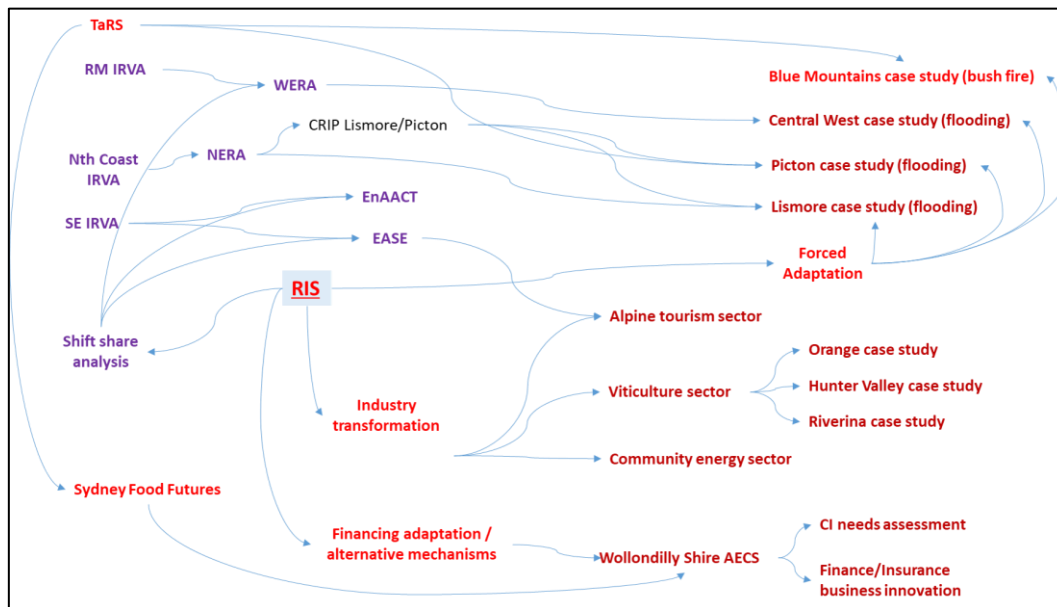 TaRS
RM IRVA
WERA
Blue Mountains case study (bush fire)
CRIP Lismore/Picton
Central West case study (flooding)
Nth Coast
IRVA
NERA
Picton case study (flooding)
EnAACT
Lismore case study (flooding)
SE IRVA
EASE
Forced
Adaptation
RIS
Alpine tourism sector
Shift share
analysis
Orange case study
Industry
transformation
Viticulture sector
Hunter Valley case study
Riverina case study
Community energy sector
Sydney Food Futures
Financing adaptation /
alternative mechanisms
Wollondilly Shire AECS
CI needs assessment
Finance/Insurance
business innovation